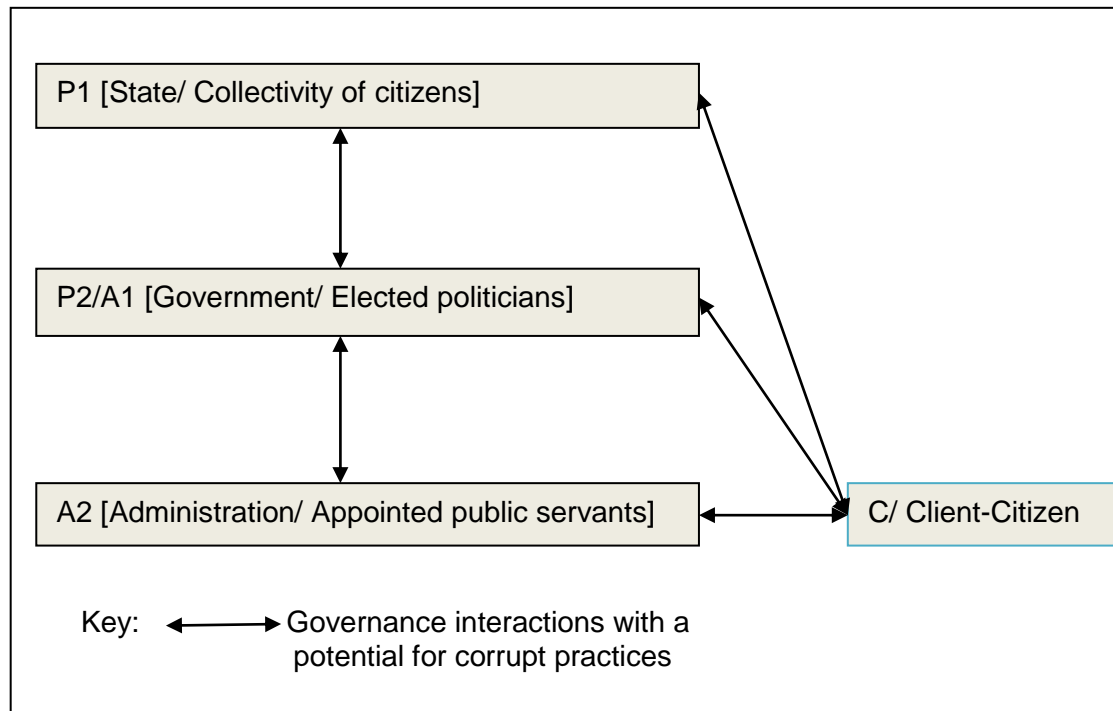 P1 [State/ Collectivity of citizens]
P2/A1 [Government/ Elected politicians]
A2 [Administration/ Appointed public servants]
C/ Client-Citizen
Key: Governance interactions with a
potential for corrupt practices